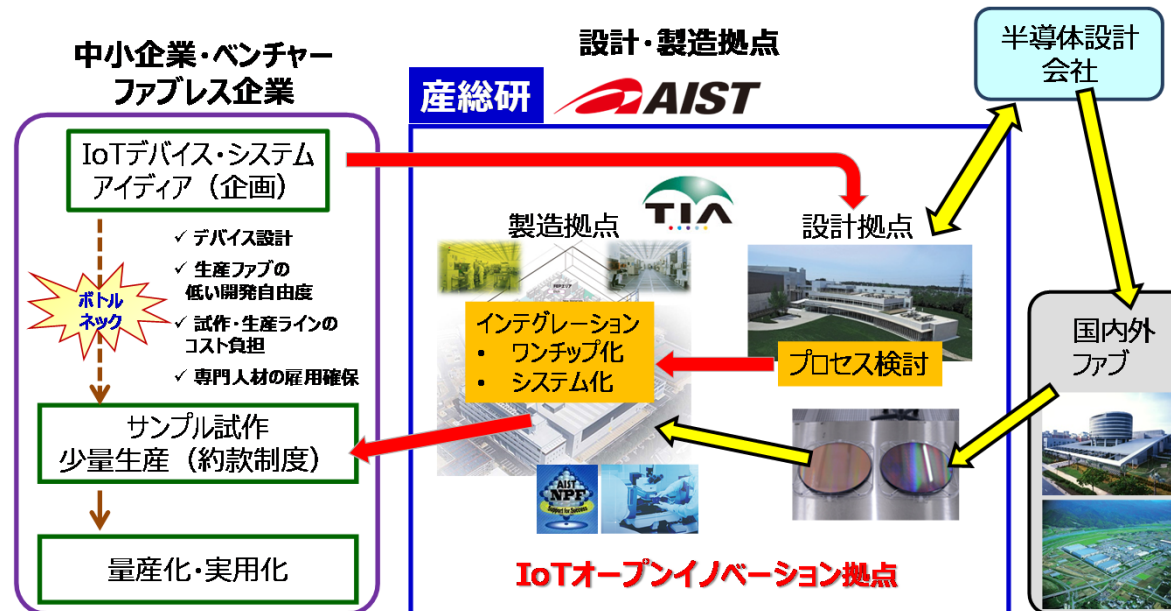 中小企業・ベンチャー
ファブレス企業
IoTデバイス・システム
アイディア（企画）
✓ デバイス設計
✓ 生産ファブの
低い開発自由度
✓ 試作・生産ラインの
コスト負担
✓ 専門人材の雇用確保
ボトル
ネック
サンプル試作
少量生産（約款制度）
量産化・実用化
設計・製造拠点
産総研
AIST
TIA
製造拠点
設計拠点
インテグレーション
• ワンチップ化
• システム化
プロセス検討
AIST
NPF
Support for Success
IoTオープンイノベーション拠点
半導体設計
会社
国内外
ファブ